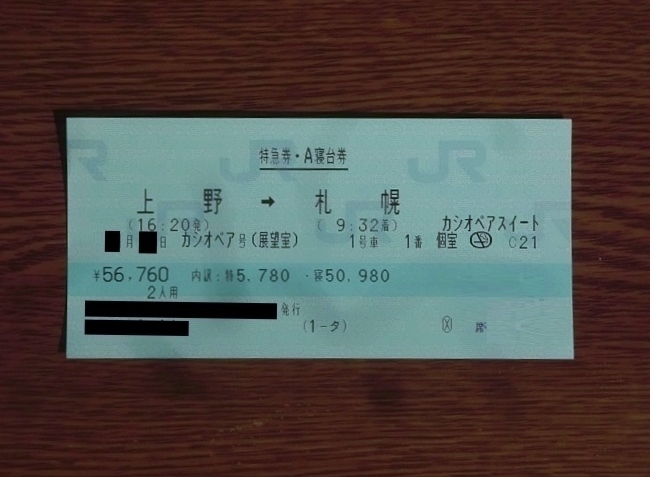 特急券・A寝台券
上野 → 札幌
(16:20発) ( 9:32着) カシオペアスイート
月 日 カシオペア号(展望室) 1号車 1番 個室 C21
¥56,760 内訳:特5,780 ・寝50,980
2人用
発行
(1-タ)